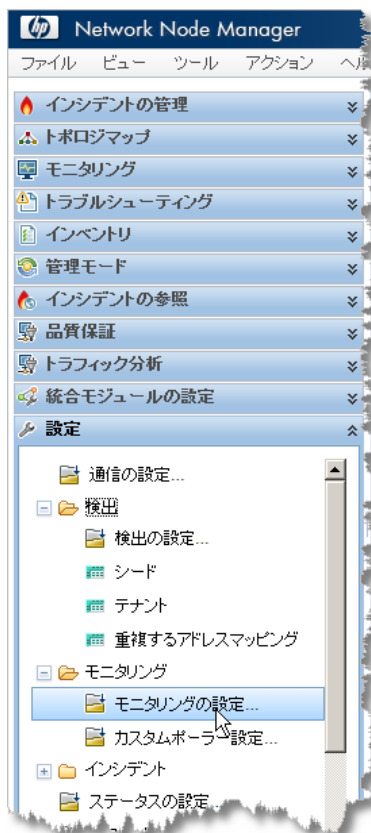 hp Network Node Manager
ファイル ビュー ツール アクション
インシデントの管理
トポロジマップ
モニタリング
トラブルシューティング
インベントリ
管理モード
インシデントの参照
品質保証
トラフィック分析
統合モジュールの設定
設定
通信の設定...
検出
検出の設定...
シード
テナント
重複するアドレスマッピング
モニタリング
モニタリングの設定...
カスタムポーラー設定...
インシデント
ステータスの設定